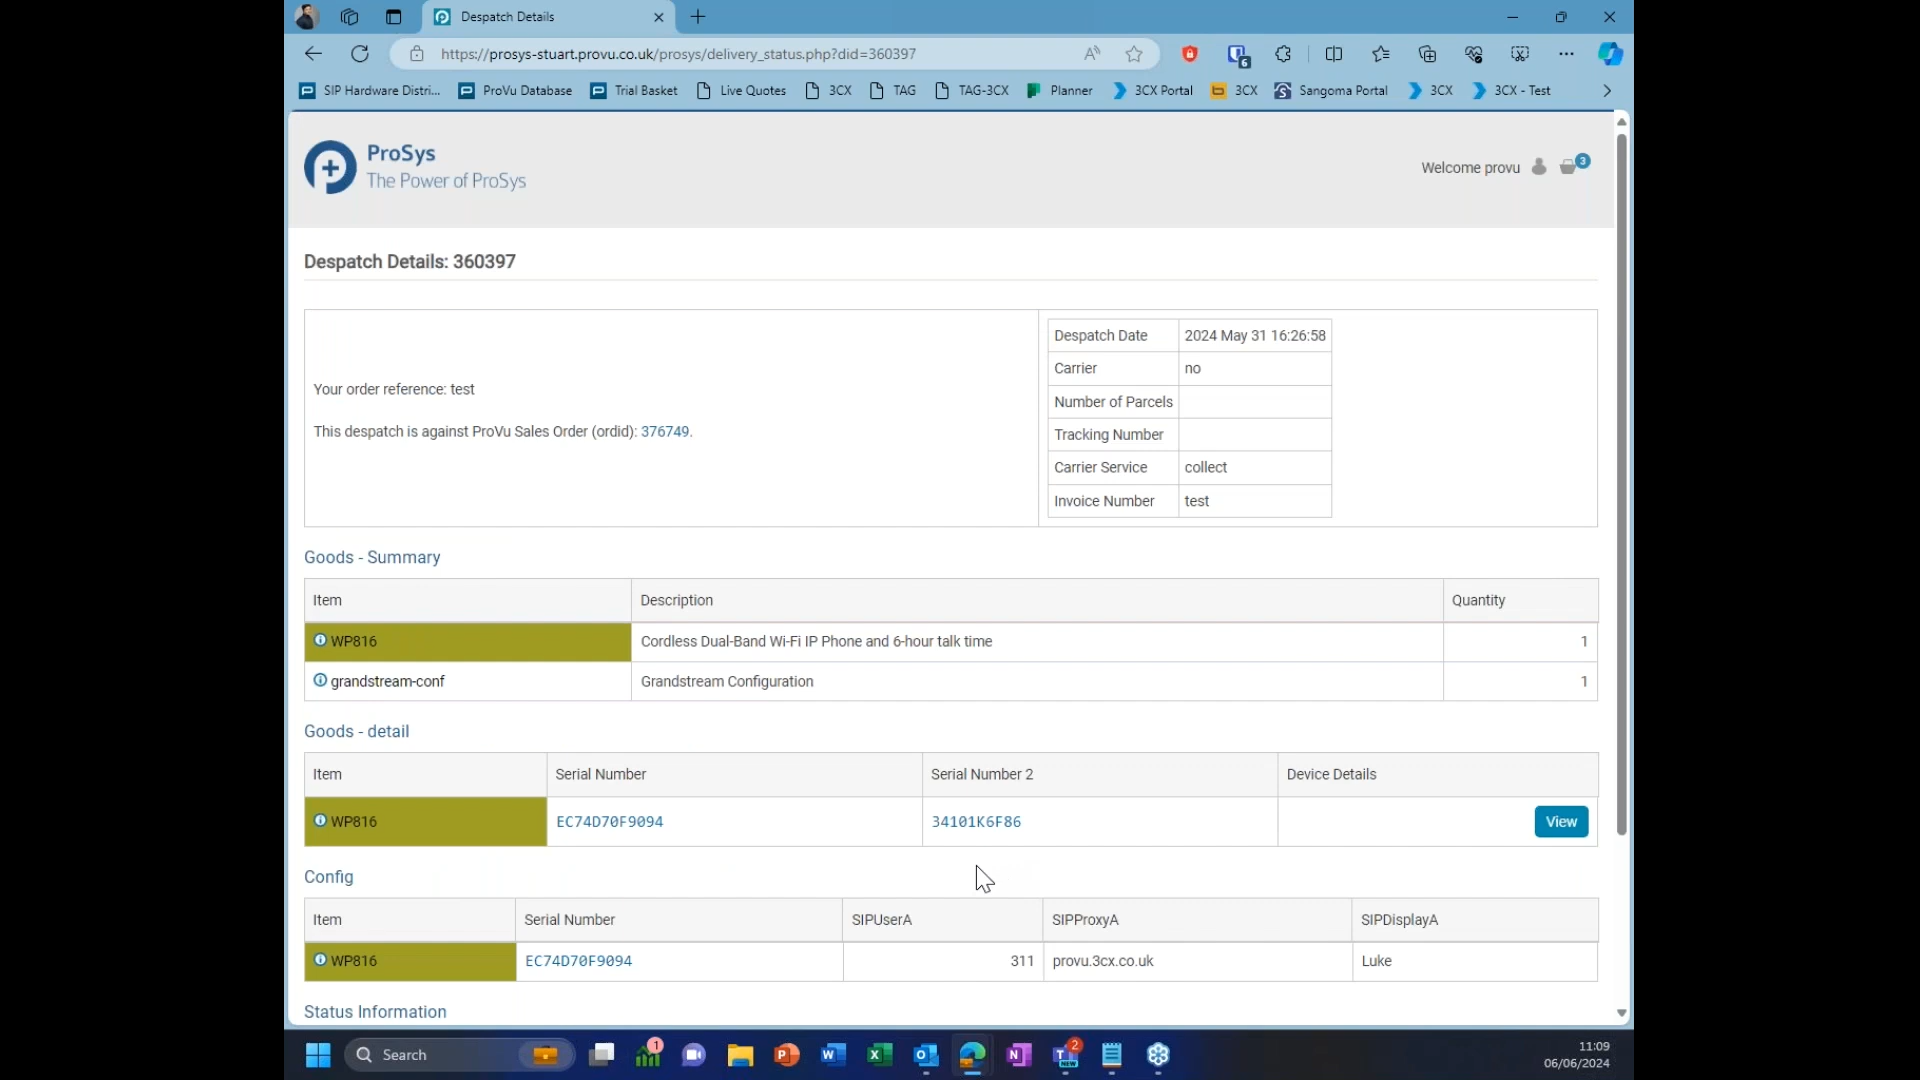 Despatch Details
https://prosys-stuart.provu.co.uk/prosys/delivery_status.php?did=360397
6
SIP Hardware Distri... ProVu Database Trial Basket Live Quotes 3CX TAG TAG-3CX Planner 3CX Portal 3CX Sangoma Portal 3CX 3CX - Test
ProSys
The Power of ProSys
Welcome provu 3
Despatch Details: 360397
Your order reference: test
This despatch is against ProVu Sales Order (ordid): 376749.
Despatch Date 2024 May 31 16:26:58
Carrier no
Number of Parcels
Tracking Number
Carrier Service collect
Invoice Number test
Goods - Summary
Item Description Quantity
WP816 Cordless Dual-Band Wi-Fi IP Phone and 6-hour talk time 1
grandstream-conf Grandstream Configuration 1
Goods - detail
Item Serial Number Serial Number 2 Device Details
WP816 EC74D70F9094 34101K6F86 View
Config
Item Serial Number SIPUserA SIPProxyA SIPDisplayA
WP816 EC74D70F9094 311 provu.3cx.co.uk Luke
Status Information
Search 1 2
11:09
06/06/2024